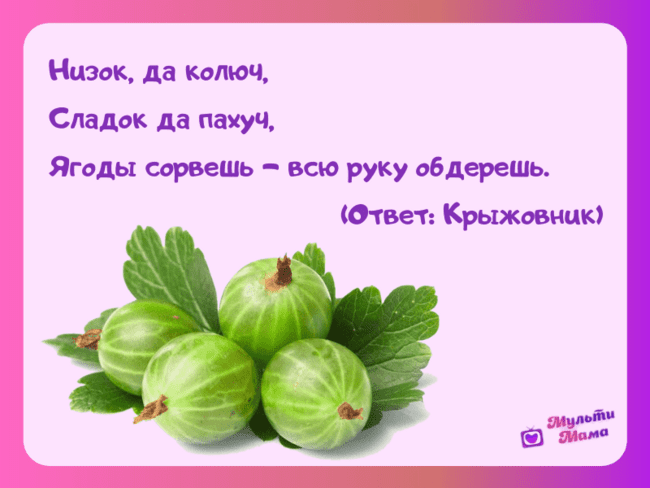 Низок, да колюч,
Сладок да пахуч,
Ягоды сорвешь – всю руку обдерешь.
(Ответ: Крыжовник)
Мульти
Мама